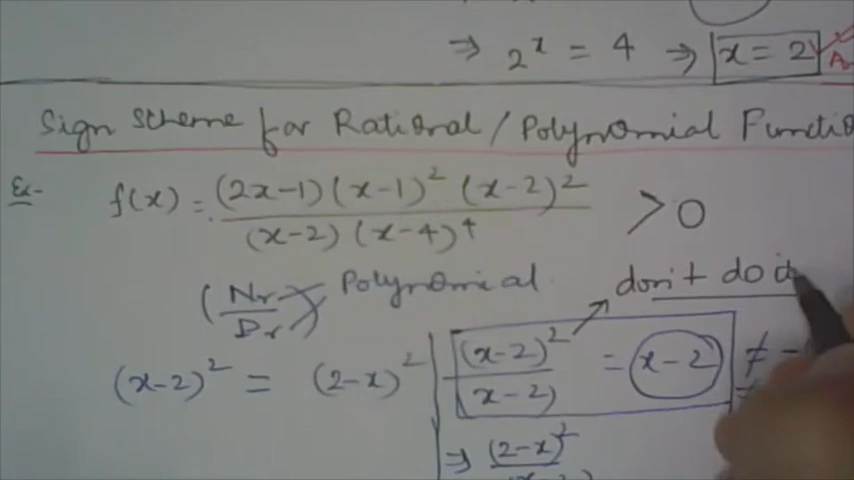 ⇒ 2^x = 4 ⇒ x = 2
Sign Scheme for Rational / Polynomial
Ex-
f(x) = (2x-1)(x-1)^2 (x-2)^2 / (x-2)(x-4)^4 > 0
(Nr / Dr) Polynomial
don't do it
(x-2)^2 = (2-x)^2 | (x-2)^2 / (x-2) = x-2 ≠ -
⇒ (2-x)^2